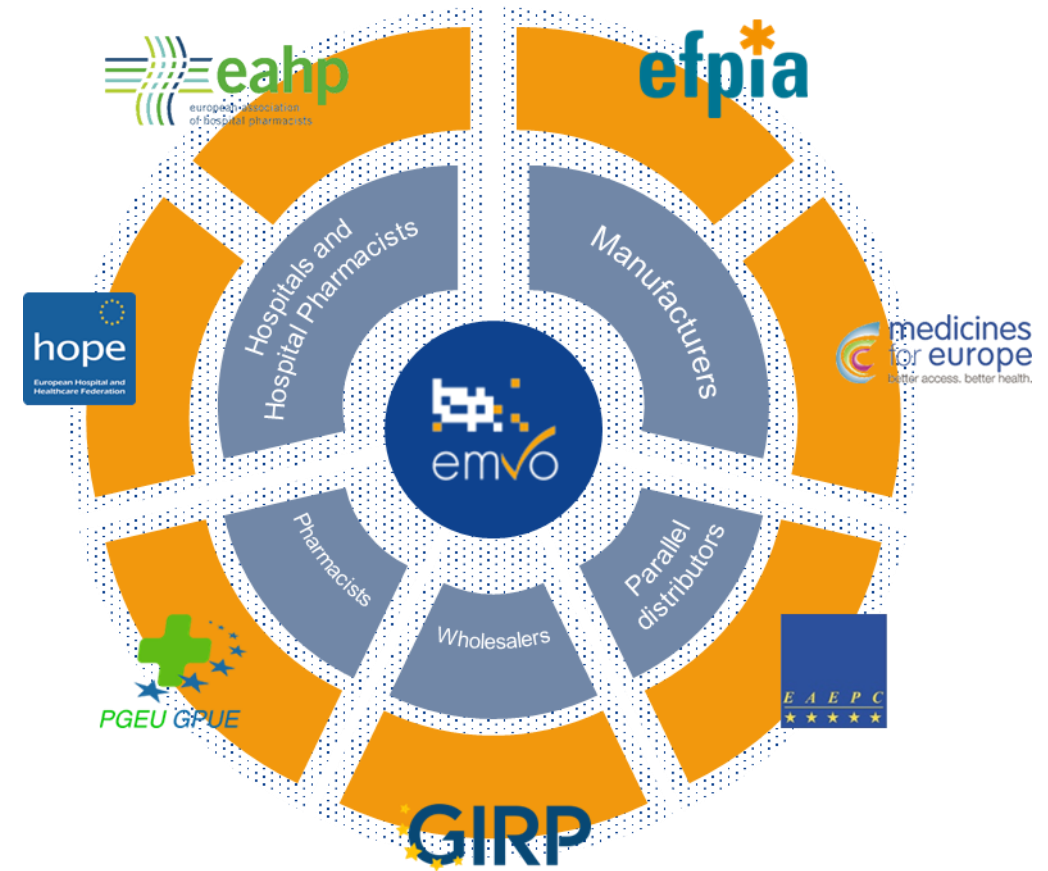 eahp
european association
of hospital pharmacists
efpia
Hospitals and
Hospital Pharmacists
Manufacturers
hope
European Hospital and
Healthcare Federation
medicines
for europe
better access. better health.
emvo
Pharmacists
Parallel
distributors
Wholesalers
PGEU GPUE
EAEPC
GIRP